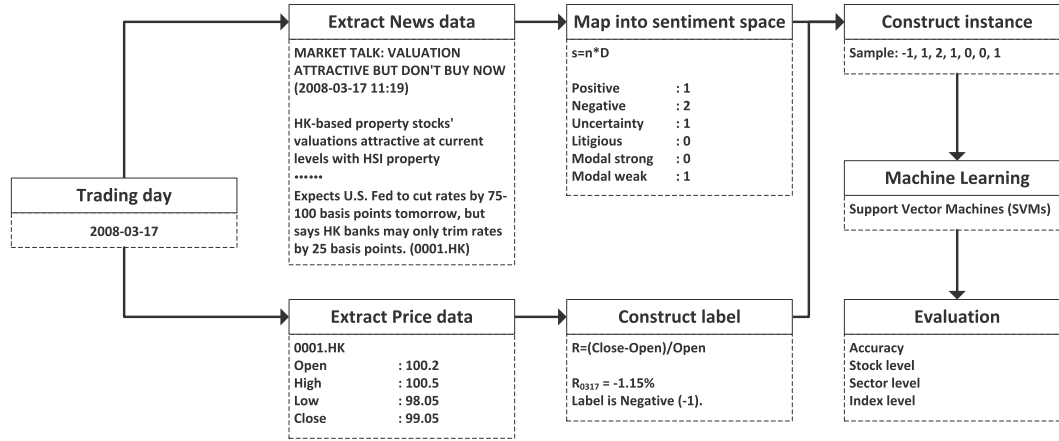 Trading day
2008-03-17
Extract News data
MARKET TALK: VALUATION
ATTRACTIVE BUT DON'T BUY NOW
(2008-03-17 11:19)
HK-based property stocks'
valuations attractive at current
levels with HSI property
••••••
Expects U.S. Fed to cut rates by 75-
100 basis points tomorrow, but
says HK banks may only trim rates
by 25 basis points. (0001.HK)
Extract Price data
0001.HK
Open : 100.2
High : 100.5
Low : 98.05
Close : 99.05
Map into sentiment space
s=n*D
Positive : 1
Negative : 2
Uncertainty : 1
Litigious : 0
Modal strong : 0
Modal weak : 1
Construct label
R=(Close-Open)/Open
R0317 = -1.15%
Label is Negative (-1).
Construct instance
Sample: -1, 1, 2, 1, 0, 0, 1
Machine Learning
Support Vector Machines (SVMs)
Evaluation
Accuracy
Stock level
Sector level
Index level